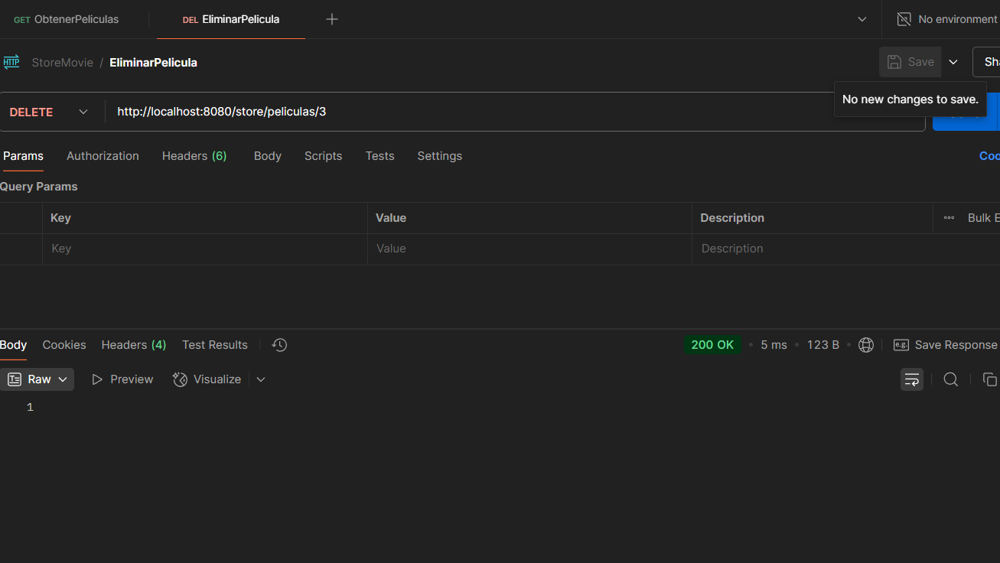 GET ObtenerPeliculas DEL EliminarPelicula No environment
HTTP StoreMovie / EliminarPelicula Save Sha
No new changes to save.
DELETE http://localhost:8080/store/peliculas/3
Params Authorization Headers (6) Body Scripts Tests Settings Coo
Query Params
Key Value Description Bulk E
Key Value Description
Body Cookies Headers (4) Test Results 200 OK 5 ms 123 B e.g. Save Response
Raw Preview Visualize
1